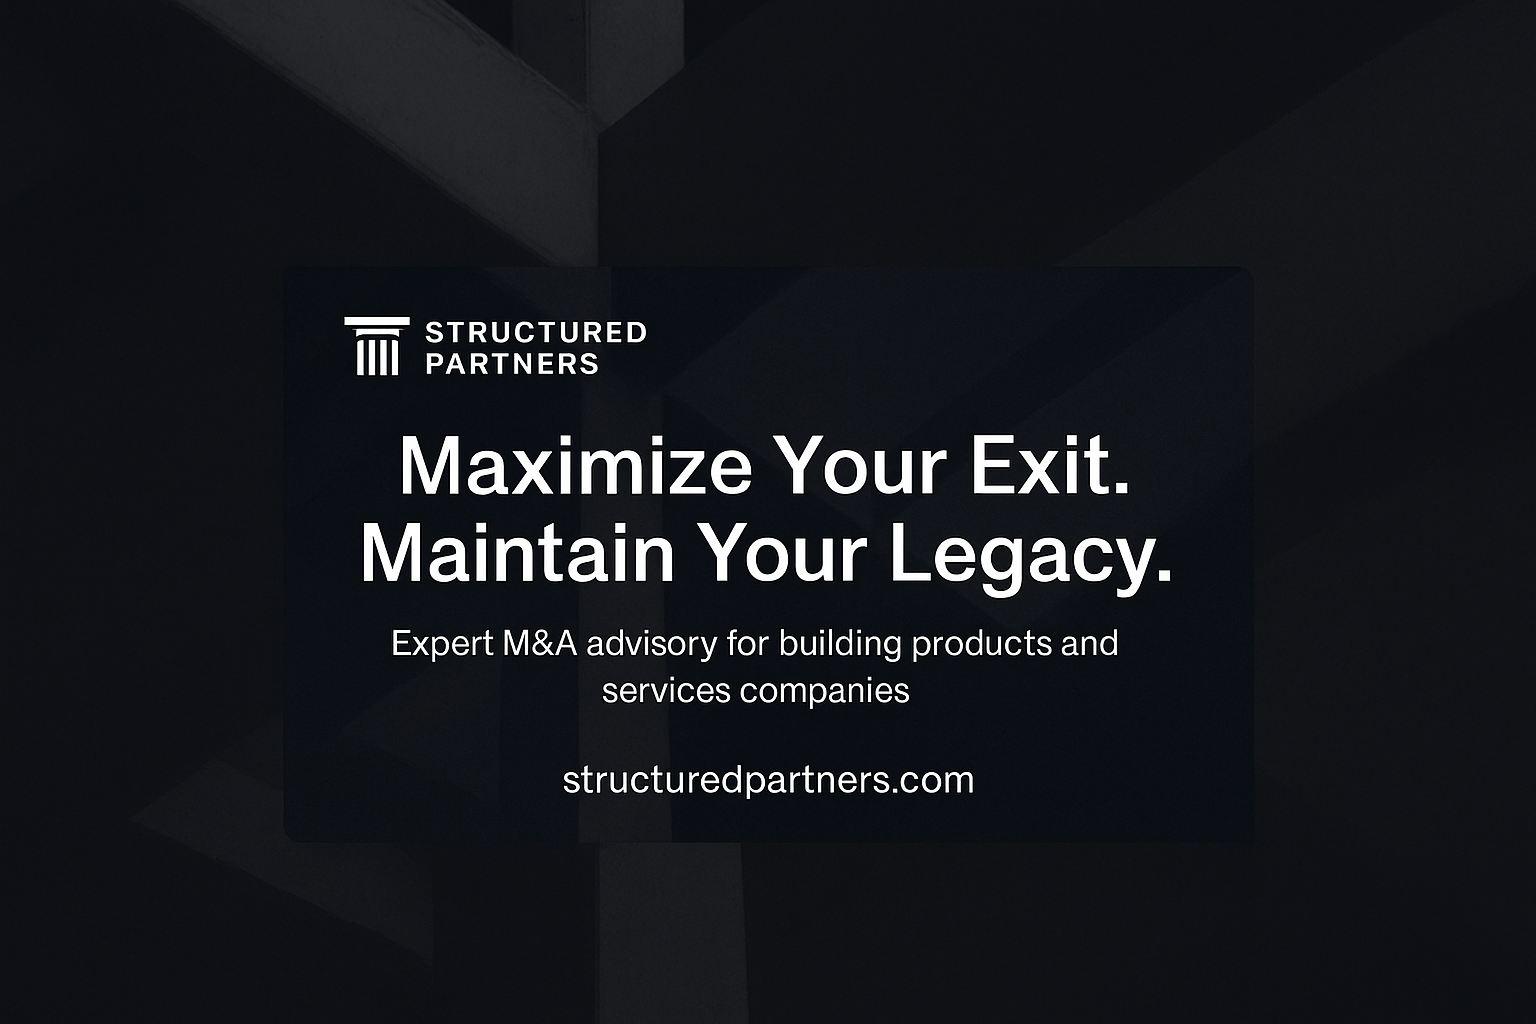 STRUCTURED
PARTNERS
Maximize Your Exit.
Maintain Your Legacy.
Expert M&A advisory for building products and
services companies
structuredpartners.com